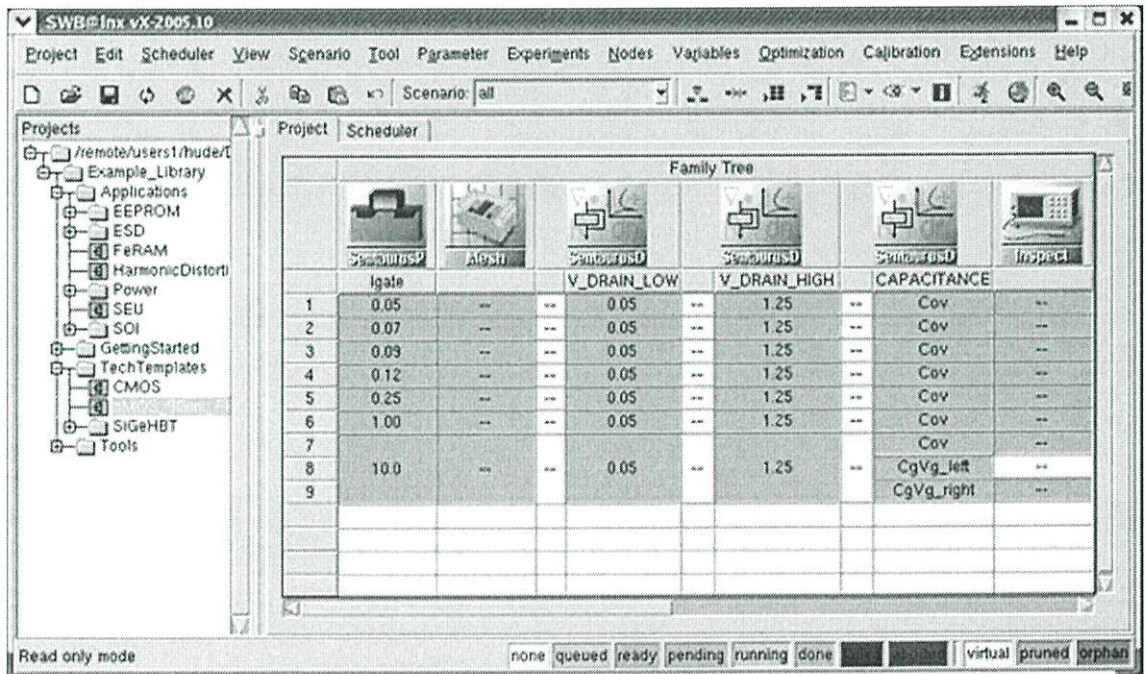 SWB@lnx vX-2005.10
Project Edit Scheduler View Scenario Tool Parameter Experiments Nodes Variables Optimization Calibration Extensions Help
Scenario: all
Projects
/remote/users1/hude/
Example_Library
Applications
EEPROM
ESD
FeRAM
HarmonicDistorti
Power
SEU
SOI
GettingStarted
TechTemplates
CMOS
SiGeHBT
Tools
Project Scheduler
Family Tree
SentaurusP Mesh SentaurusD SentaurusD SentaurusD Inspect
lgate V_DRAIN_LOW V_DRAIN_HIGH CAPACITANCE
1 0.05 -- -- 0.05 -- 1.25 -- Cov --
2 0.07 -- -- 0.05 -- 1.25 -- Cov --
3 0.09 -- -- 0.05 -- 1.25 -- Cov --
4 0.12 -- -- 0.05 -- 1.25 -- Cov --
5 0.25 -- -- 0.05 -- 1.25 -- Cov --
6 1.00 -- -- 0.05 -- 1.25 -- Cov --
7 Cov --
8 10.0 -- -- 0.05 -- 1.25 -- CgVg_left --
9 CgVg_right --
Read only mode
none queued ready pending running done virtual pruned orphan